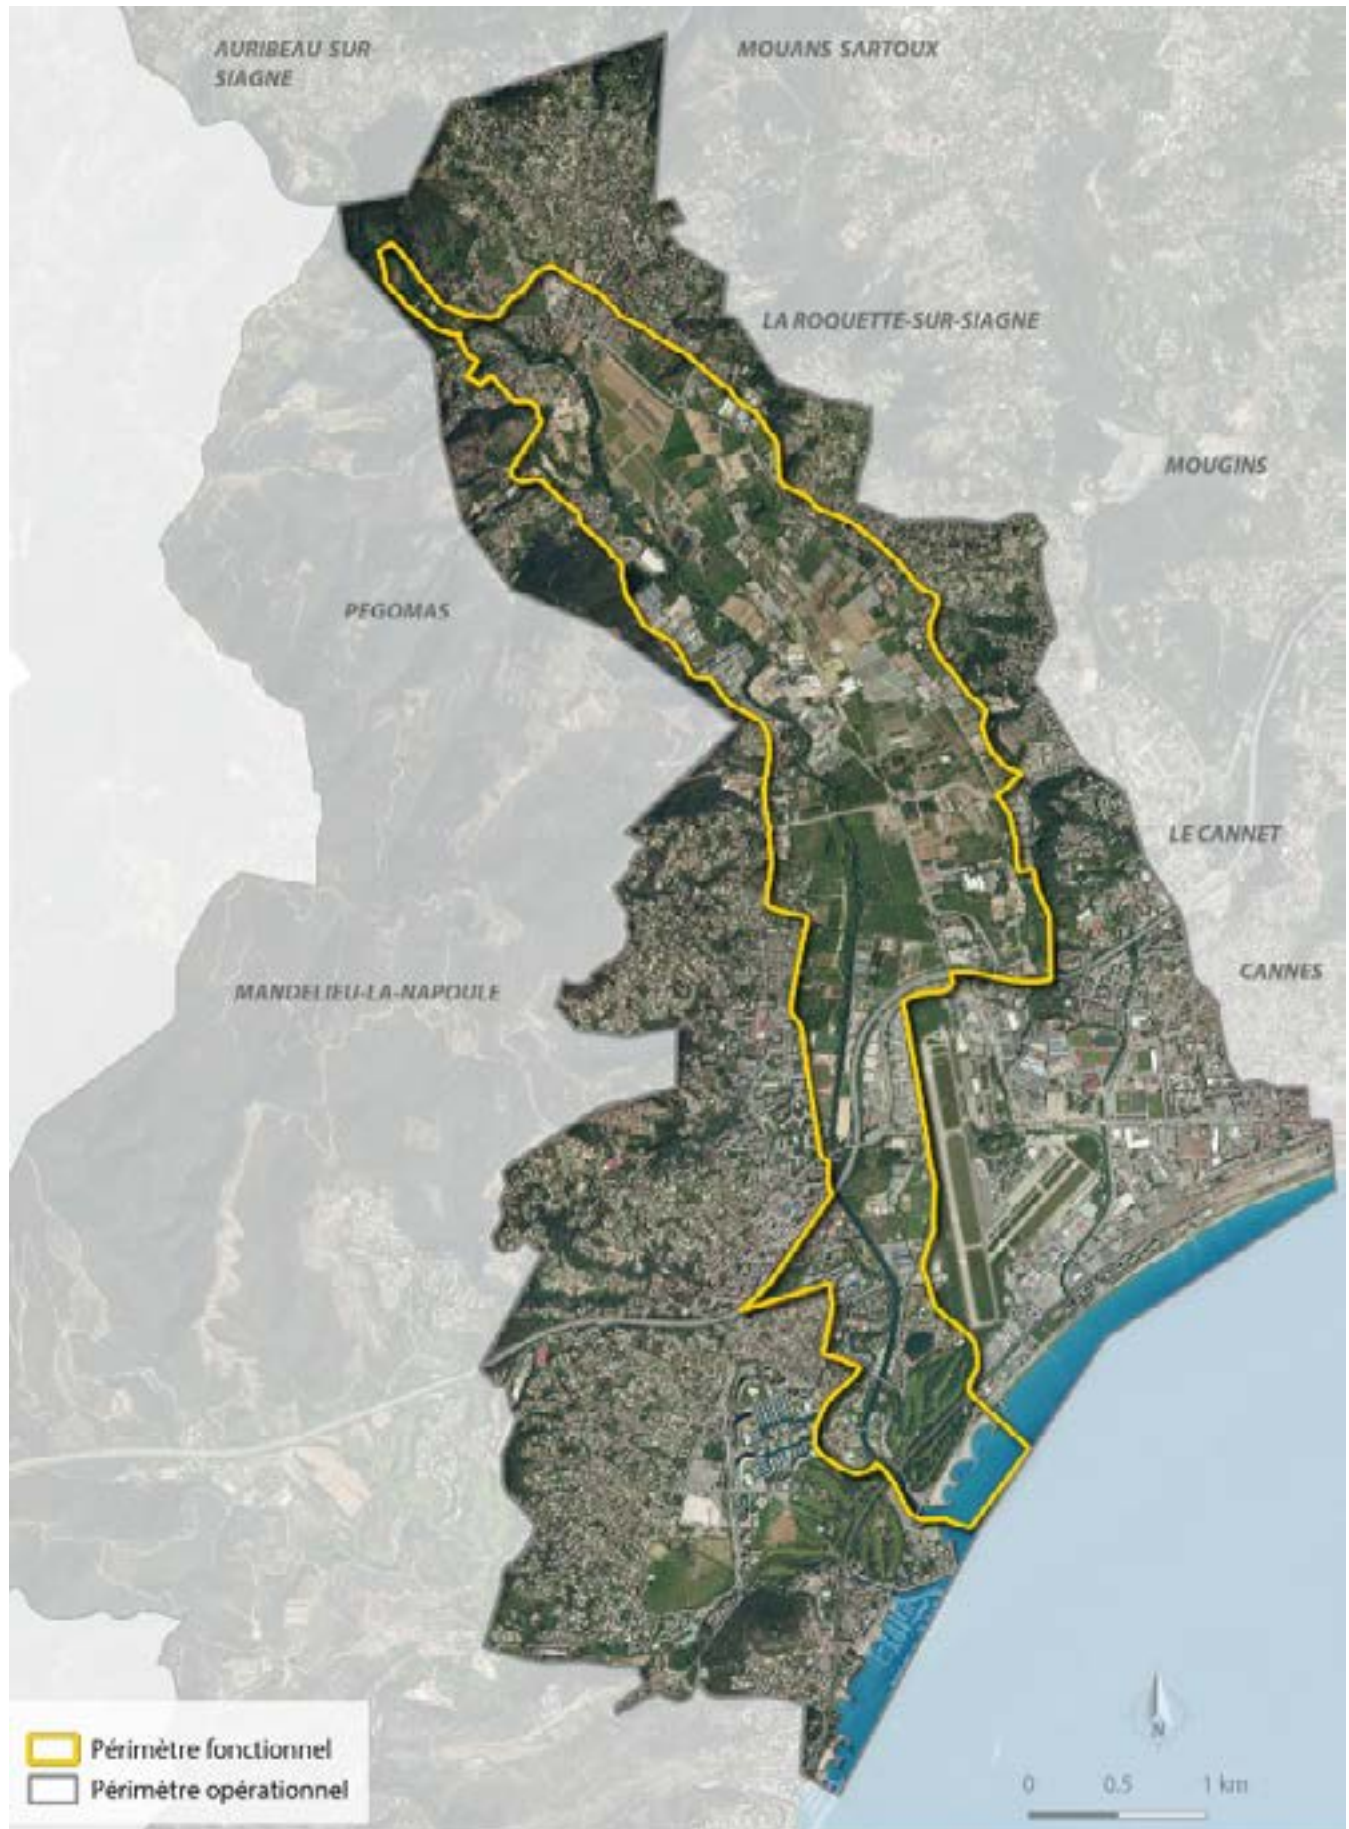 AURIBEAU SUR
SIAGNE
MOUANS SARTOUX
LA ROQUETTE-SUR-SIAGNE
MOUGINS
PEGOMAS
LE CANNET
CANNES
MANDELIEU-LA-NAPOULE
Périmètre fonctionnel
Périmètre opérationnel
N
0 0.5 1 km